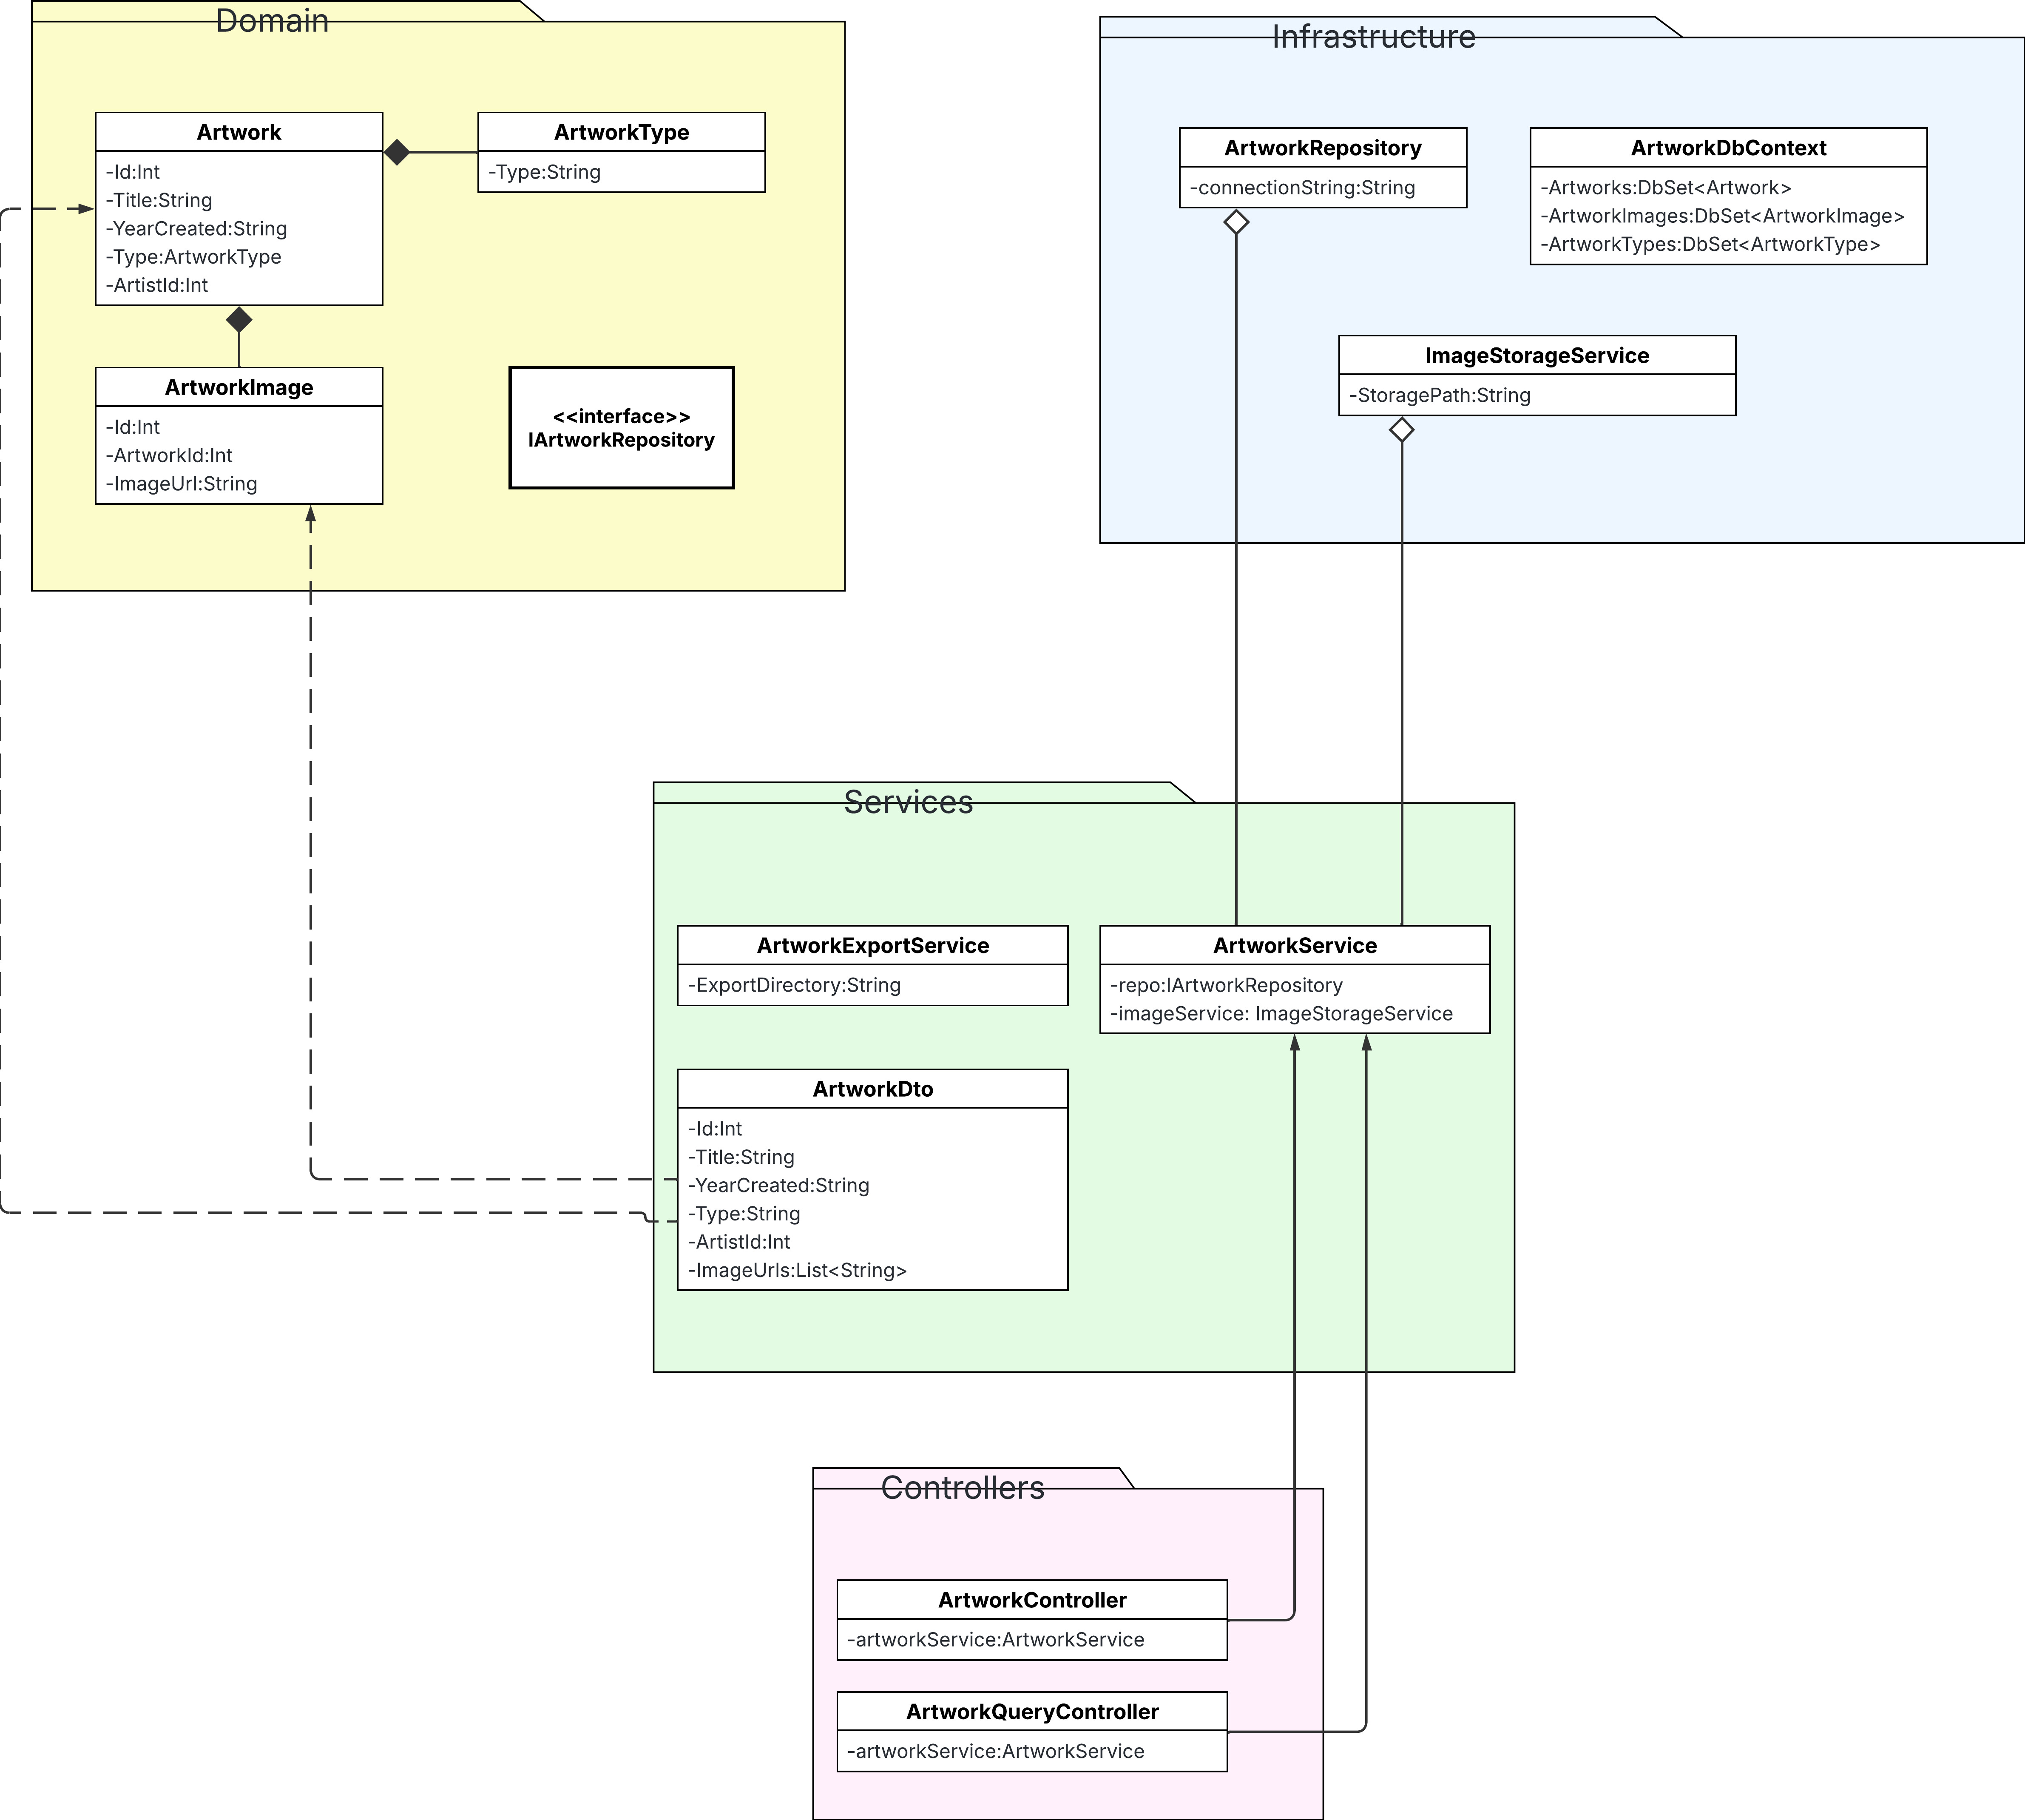 Domain
Artwork
-Id:Int
-Title:String
-YearCreated:String
-Type:ArtworkType
-ArtistId:Int
ArtworkType
-Type:String
ArtworkImage
-Id:Int
-ArtworkId:Int
-ImageUrl:String
<<interface>>
IArtworkRepository
Infrastructure
ArtworkRepository
-connectionString:String
ArtworkDbContext
-Artworks:DbSet<Artwork>
-ArtworkImages:DbSet<ArtworkImage>
-ArtworkTypes:DbSet<ArtworkType>
ImageStorageService
-StoragePath:String
Services
ArtworkExportService
-ExportDirectory:String
ArtworkService
-repo:IArtworkRepository
-imageService: ImageStorageService
ArtworkDto
-Id:Int
-Title:String
-YearCreated:String
-Type:String
-ArtistId:Int
-ImageUrls:List<String>
Controllers
ArtworkController
-artworkService:ArtworkService
ArtworkQueryController
-artworkService:ArtworkService